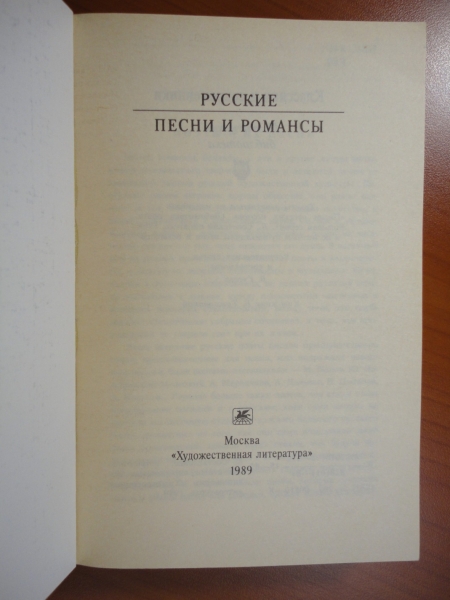 РУССКИЕ
ПЕСНИ И РОМАНСЫ
Москва
«Художественная литература»
1989